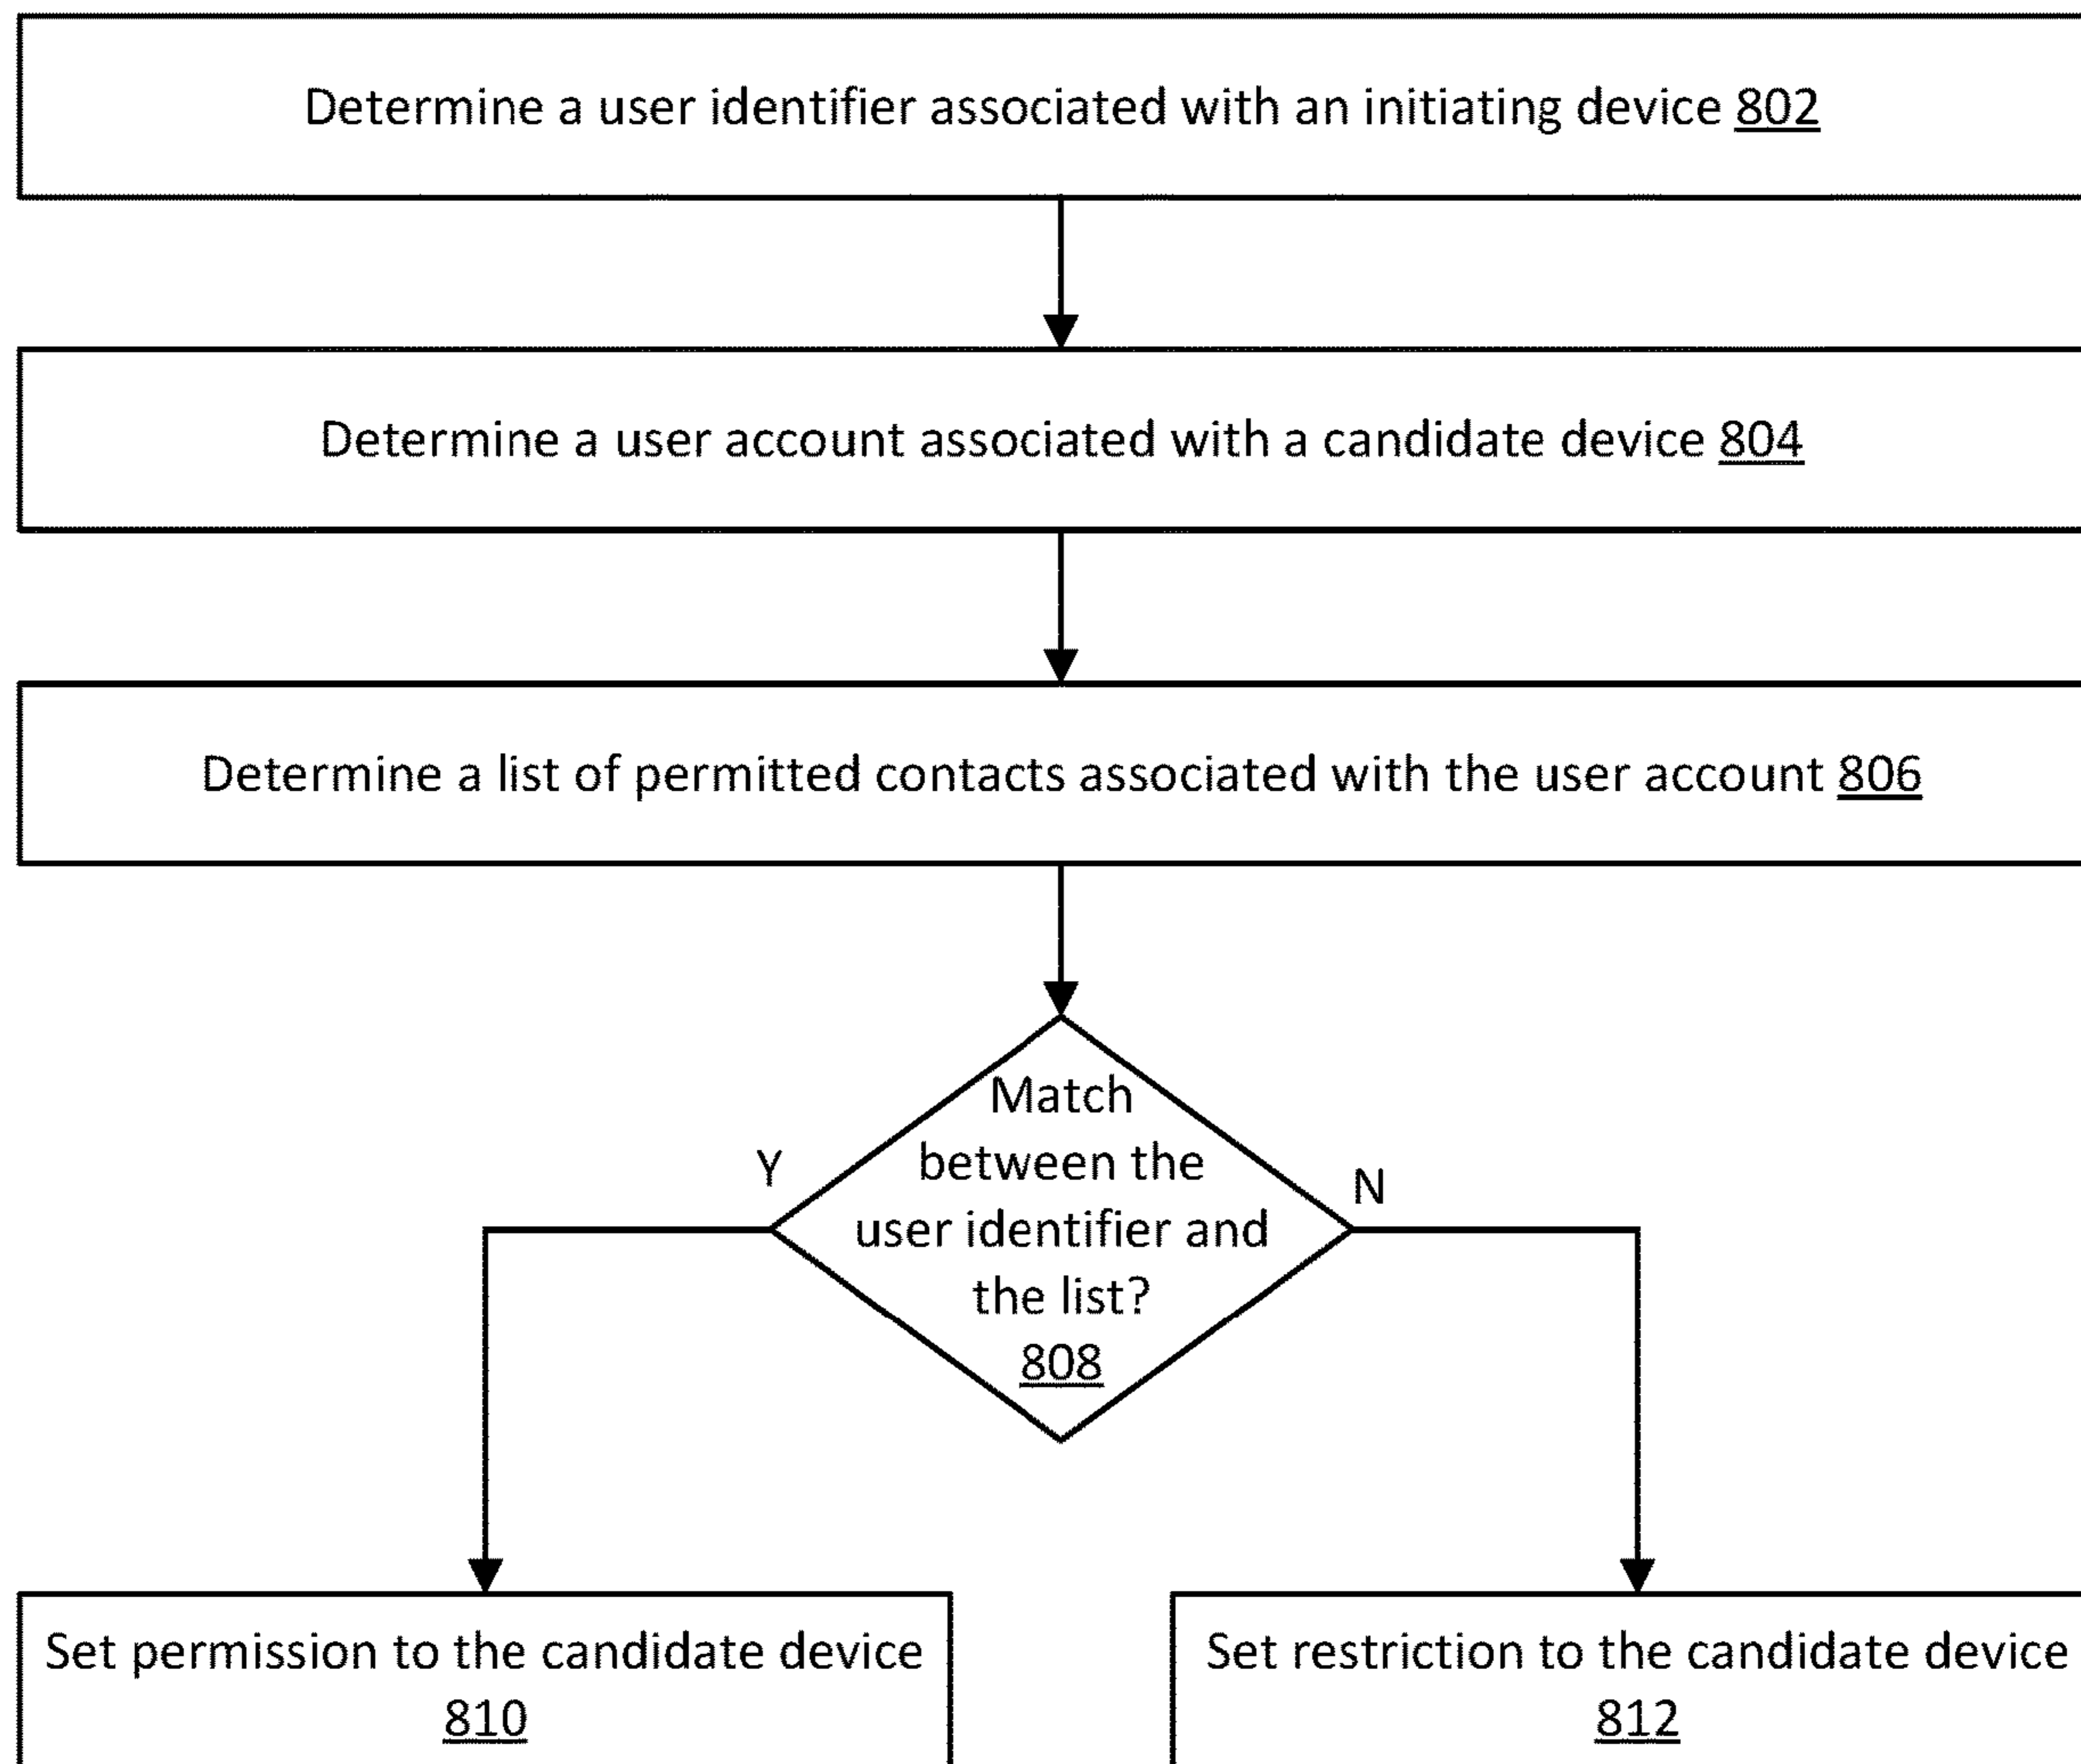 Determine a user identifier associated with an initiating device 802
Determine a user account associated with a candidate device 804
Determine a list of permitted contacts associated with the user account 806
Match
between the
user identifier and
the list?
808
Y
N
Set permission to the candidate device
810
Set restriction to the candidate device
812